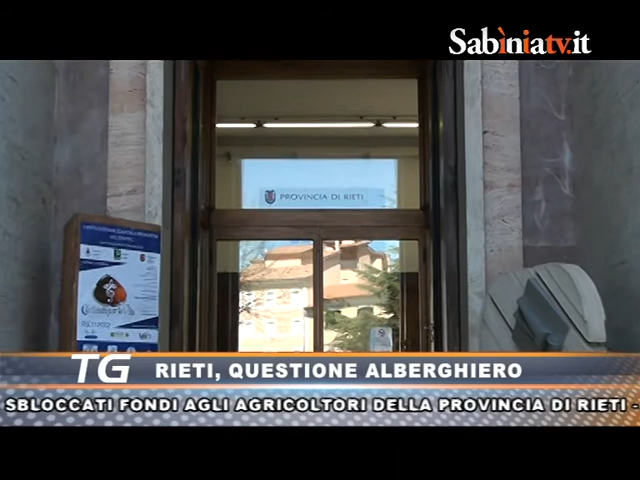 Sabìniatv.it
PROVINCIA DI RIETI
TG RIETI, QUESTIONE ALBERGHIERO
SBLOCCATI FONDI AGLI AGRICOLTORI DELLA PROVINCIA DI RIETI -